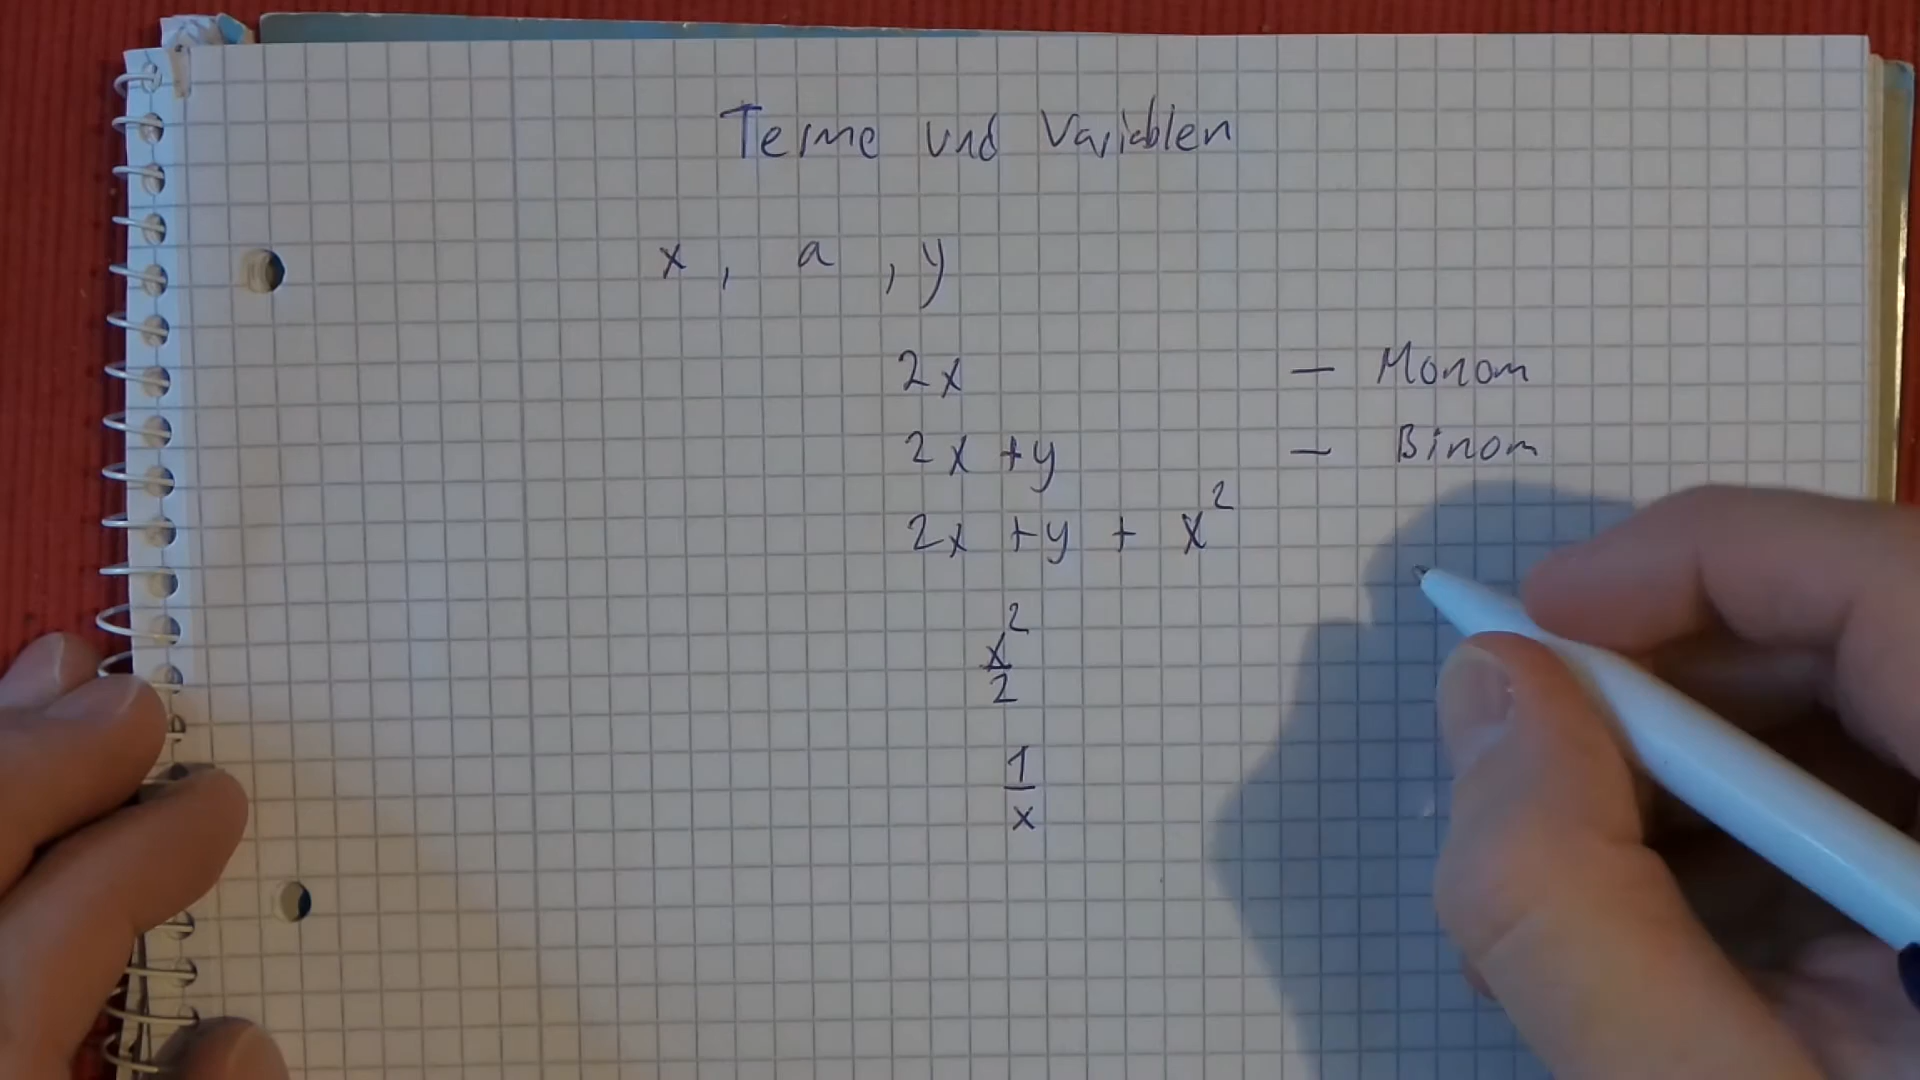 Terme und Variablen
x, a, y
2x – Monom
2x + y – Binom
2x + y + x²
x²/2
1/x